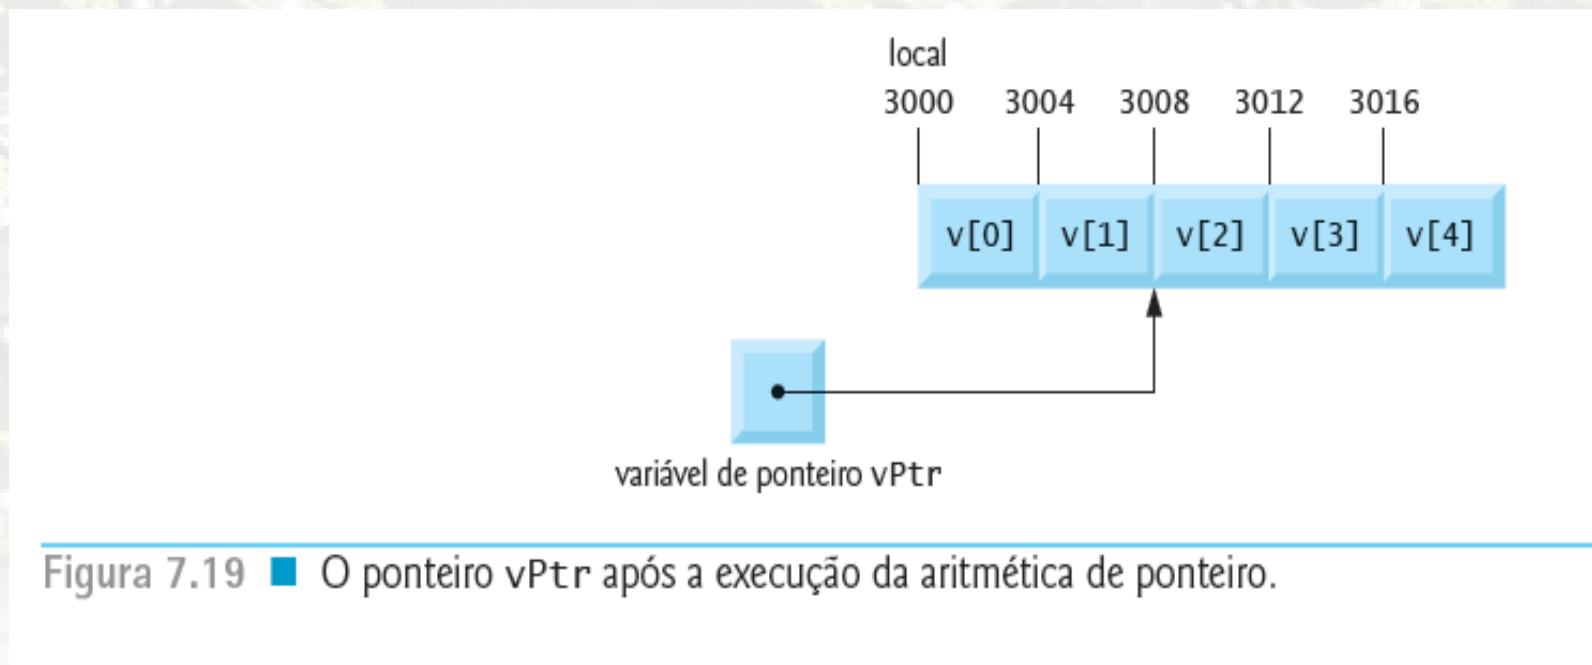 local
3000 3004 3008 3012 3016
v[0] v[1] v[2] v[3] v[4]
variável de ponteiro vPtr
Figura 7.19 ■ O ponteiro vPtr após a execução da aritmética de ponteiro.